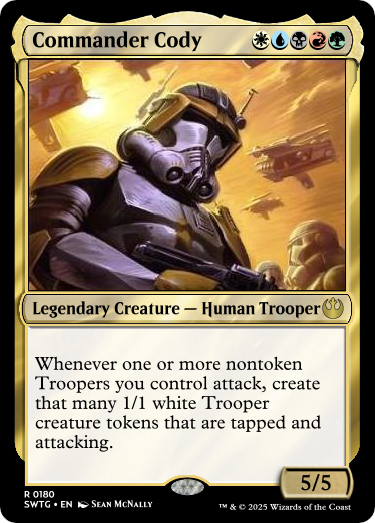 Commander Cody
Legendary Creature — Human Trooper
Whenever one or more nontoken
Troopers you control attack, create
that many 1/1 white Trooper
creature tokens that are tapped and
attacking.
5/5
R 0180
SWTG • EN Sean McNally
™ & © 2025 Wizards of the Coast